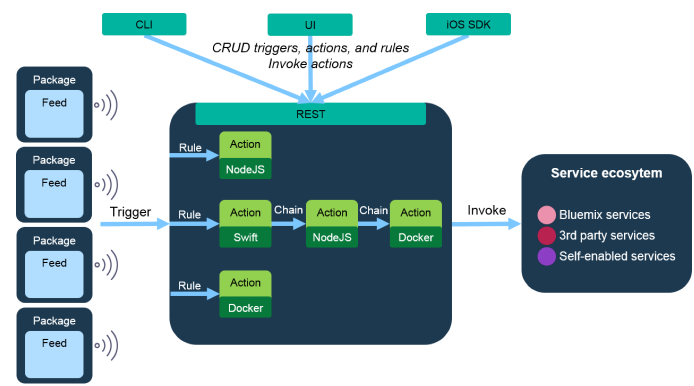 CLI
UI
iOS SDK
CRUD triggers, actions, and rules
Invoke actions
REST
Package
Feed
Package
Feed
Package
Feed
Package
Feed
Trigger
Rule
Action
NodeJS
Rule
Action
Swift
Chain
Action
NodeJS
Chain
Action
Docker
Rule
Action
Docker
Invoke
Service ecosytem
Bluemix services
3rd party services
Self-enabled services